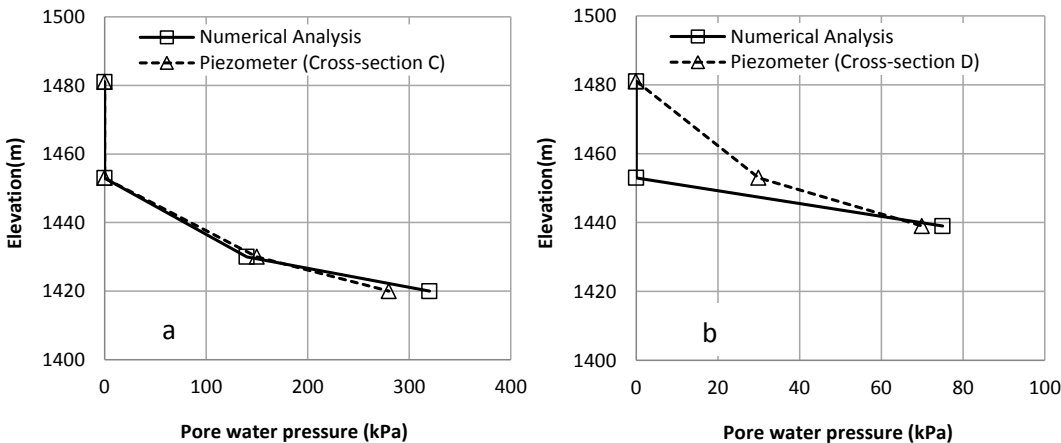 1500
1480
1460
1440
1420
1400
Elevation(m)
Numerical Analysis
Piezometer (Cross-section C)
a
0
100
200
300
400
Pore water pressure (kPa)
1500
1480
1460
1440
1420
1400
Elevation(m)
Numerical Analysis
Piezometer (Cross-section D)
b
0
20
40
60
80
100
Pore water pressure (kPa)